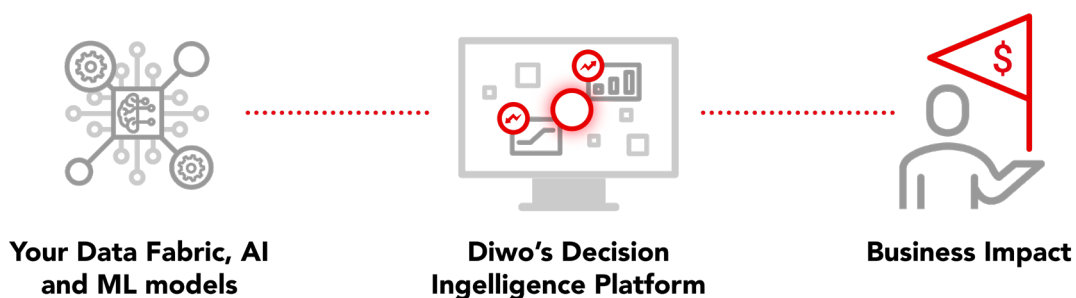 $
Your Data Fabric, AI
and ML models
Diwo's Decision
Ingelligence Platform
Business Impact